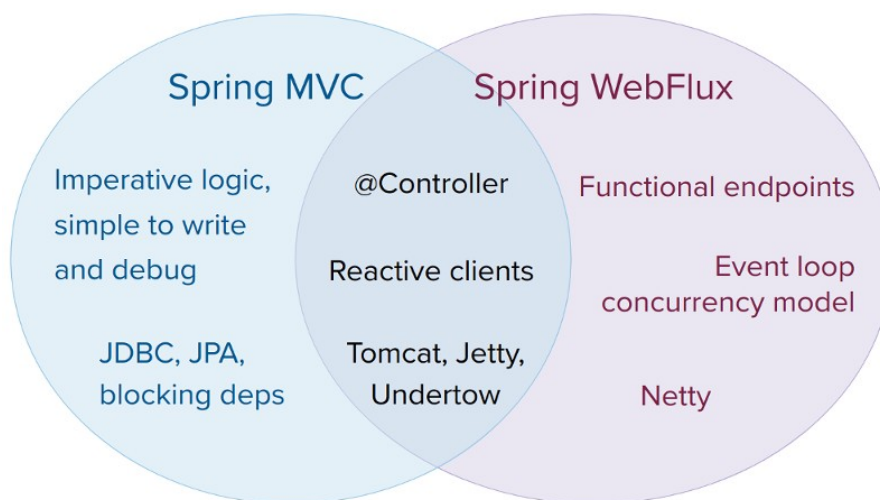 Spring MVC
Spring WebFlux
Imperative logic,
simple to write
and debug
JDBC, JPA,
blocking deps
@Controller
Reactive clients
Tomcat, Jetty,
Undertow
Functional endpoints
Event loop
concurrency model
Netty